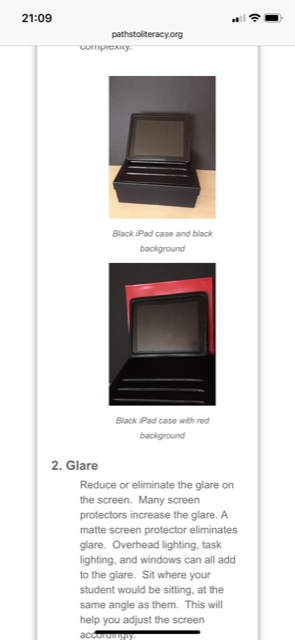 21:09
pathstoliteracy.org
complexity.
Black iPad case and black
background
Black iPad case with red
background
2. Glare
Reduce or eliminate the glare on
the screen.  Many screen
protectors increase the glare. A
matte screen protector eliminates
glare.  Overhead lighting, task
lighting, and windows can all add
to the glare.  Sit where your
student would be sitting, at the
same angle as them.  This will
help you adjust the screen
accordingly.